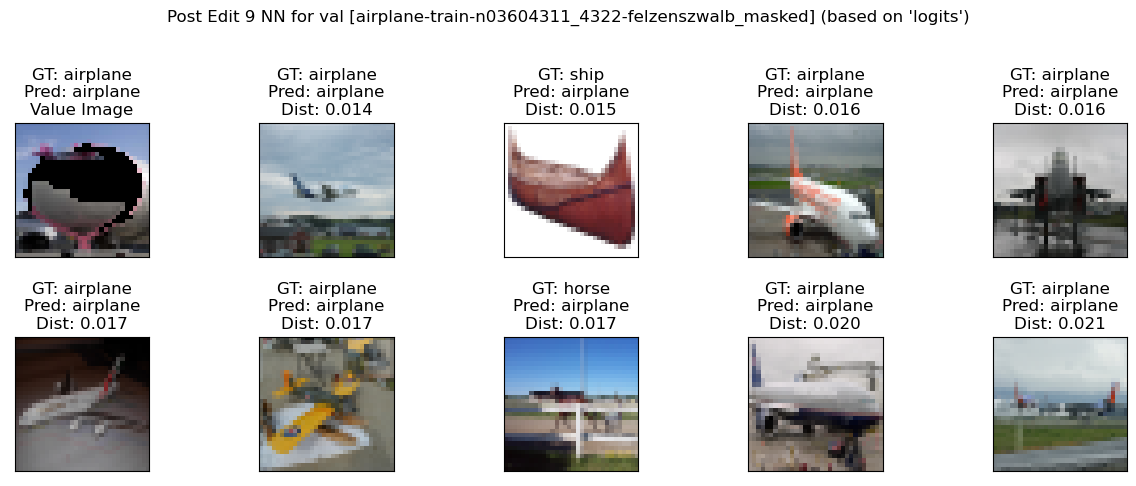 Post Edit 9 NN for val [airplane-train-n03604311_4322-felzenszwalb_masked] (based on 'logits')
GT: airplane
Pred: airplane
Value Image
GT: airplane
Pred: airplane
Dist: 0.014
GT: ship
Pred: airplane
Dist: 0.015
GT: airplane
Pred: airplane
Dist: 0.016
GT: airplane
Pred: airplane
Dist: 0.016
GT: airplane
Pred: airplane
Dist: 0.017
GT: airplane
Pred: airplane
Dist: 0.017
GT: horse
Pred: airplane
Dist: 0.017
GT: airplane
Pred: airplane
Dist: 0.020
GT: airplane
Pred: airplane
Dist: 0.021